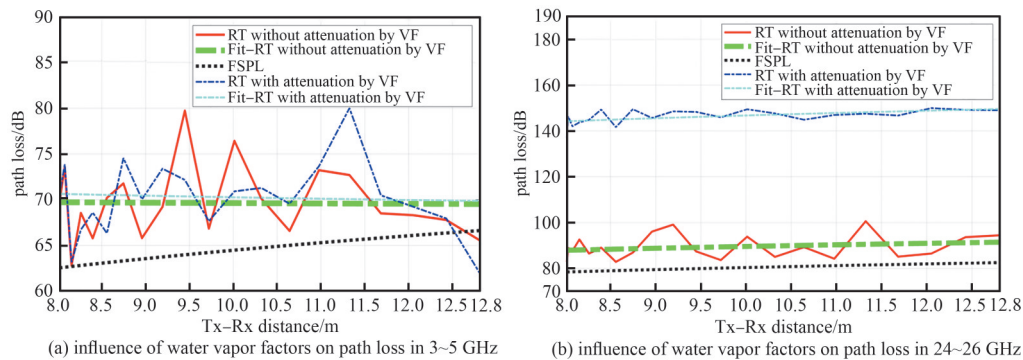 90
85
80
75
70
65
60
path loss/dB
RT without attenuation by VF
Fit−RT without attenuation by VF
FSPL
RT with attenuation by VF
Fit−RT with attenuation by VF
8.0 8.5 9.0 9.5 10.0 10.5 11.0 11.5 12.0 12.8
Tx−Rx distance/m
(a) influence of water vapor factors on path loss in 3~5 GHz
190
170
150
146
120
100
80
70
path loss/dB
RT without attenuation by VF
Fit−RT without attenuation by VF
FSPL
RT with attenuation by VF
Fit−RT with attenuation by VF
8.0 8.5 9.0 9.5 10.0 10.5 11.0 11.5 12.0 12.8
Tx−Rx distance/m
(b) influence of water vapor factors on path loss in 24~26 GHz